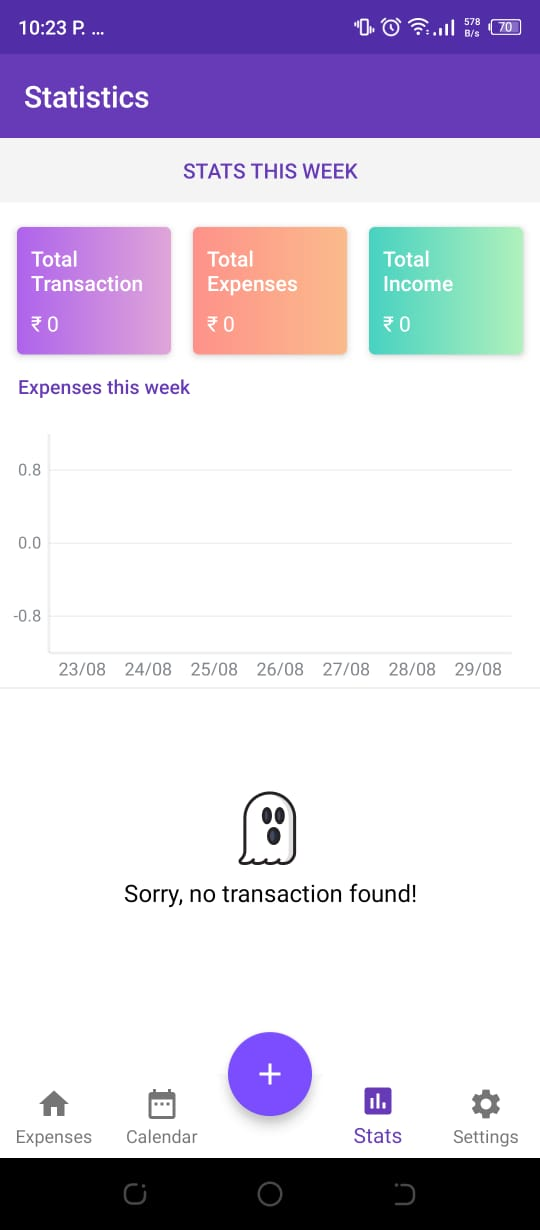 10:23 P. ...
578
B/s
70
Statistics
STATS THIS WEEK
Total
Transaction
₹ 0
Total
Expenses
₹ 0
Total
Income
₹ 0
Expenses this week
0.8
0.0
-0.8
23/08 24/08 25/08 26/08 27/08 28/08 29/08
Sorry, no transaction found!
Expenses Calendar Stats Settings